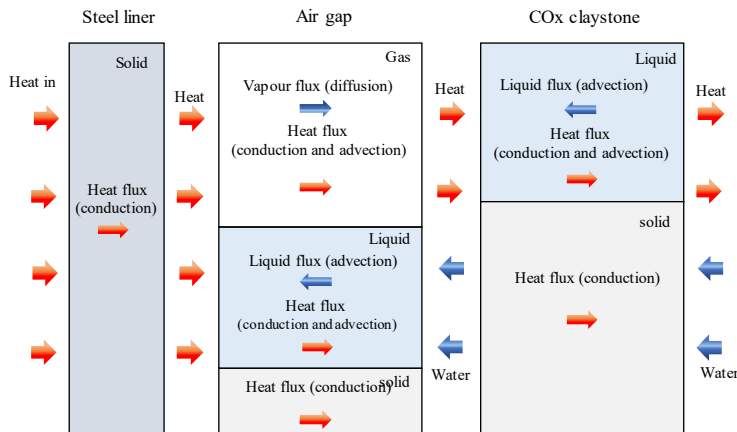 Steel liner
Air gap
COx claystone
Heat in
Solid
Heat flux
(conduction)
Heat
Gas
Vapour flux (diffusion)
Heat flux
(conduction and advection)
Liquid
Liquid flux (advection)
Heat flux
(conduction and advection)
solid
Heat flux (conduction)
Heat
Water
Liquid
Liquid flux (advection)
Heat flux
(conduction and advection)
solid
Heat flux (conduction)
Heat
Water